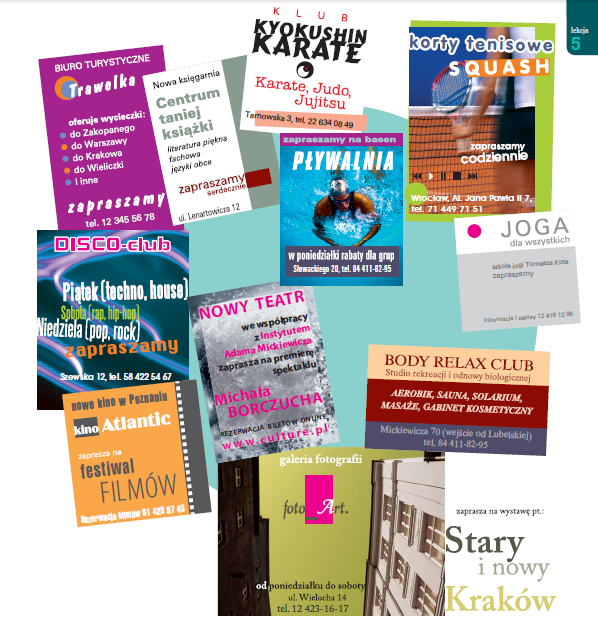 lekcja
5
KLUB
KYOKUSHIN
KARATE
Karate, Judo,
Jujitsu
Tarnowska 3, tel. 22 634 08 49
BIURO TURYSTYCZNE
Trawelka
oferuje wycieczki:
do Zakopanego
do Warszawy
do Krakowa
do Wieliczki
i inne
zapraszamy
tel. 12 345 56 78
Nowa księgarnia
Centrum
taniej
książki
literatura piękna
fachowa
języki obce
zapraszamy
serdecznie
ul. Lenartowicza 12
korty tenisowe
SQUASH
zapraszamy
codziennie
Wrocław, Al. Jana Pawła II 7,
tel. 71 449 71 51
zapraszamy na basen
PŁYWALNIA
w poniedziałki rabaty dla grup
Słowackiego 20, tel. 84 411-82-95
JOGA
dla wszystkich
szkoła jogi Tomasza Kota
zapraszamy
Informacje i zapisy 12 416 12 96
DISCO-club
Piątek (techno, house)
Sobota (rap, hip-hop)
Niedziela (pop, rock)
zapraszamy
Szewska 12, tel. 58 422 54 67
NOWY TEATR
we współpracy
z Instytutem
Adama Mickiewicza
zaprasza na premierę
spektaklu
Michała
BORCZUCHA
REZERWACJA BILETÓW ONLINE
www.culture.pl
BODY RELAX CLUB
Studio rekreacji i odnowy biologicznej
AEROBIK, SAUNA, SOLARIUM,
MASAŻE, GABINET KOSMETYCZNY
Mickiewicza 70 (wejście od Lubelskiej)
tel. 84 411-82-95
nowe kino w Poznaniu
kino Atlantic
zaprasza na
festiwal
FILMÓW
Rezerwacja biletów 61 423 87 45
galeria fotografii
foto Art.
od poniedziałku do soboty
ul. Wielocha 14
tel. 12 423-16-17
zaprasza na wystawę pt.:
Stary
i nowy
Kraków